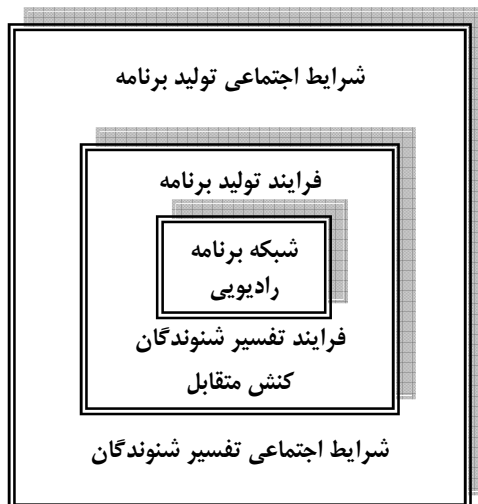 شرایط اجتماعی تولید برنامه
فرایند تولید برنامه
شبکه برنامه
رادیویی
فرایند تفسیر شنوندگان
کنش متقابل
شرایط اجتماعی تفسیر شنوندگان